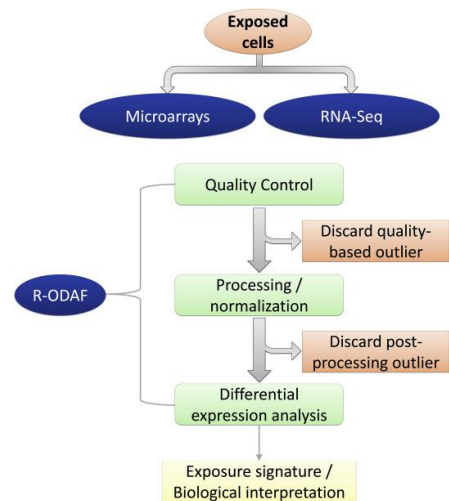 Exposed
cells
Microarrays
RNA-Seq
Quality Control
Discard quality-
based outlier
R-ODAF
Processing /
normalization
Discard post-
processing outlier
Differential
expression analysis
Exposure signature /
Biological interpretation